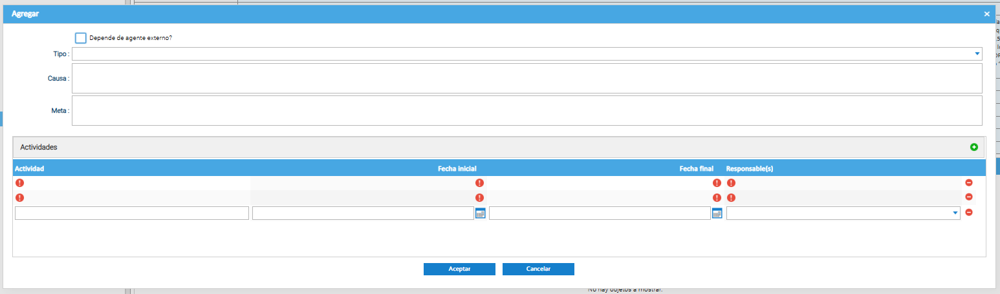 Agregar
Depende de agente externo?
Tipo :
Causa :
Meta :
Actividades
Actividad Fecha inicial Fecha final Responsable(s)
Aceptar Cancelar
No hay objetos a mostrar.